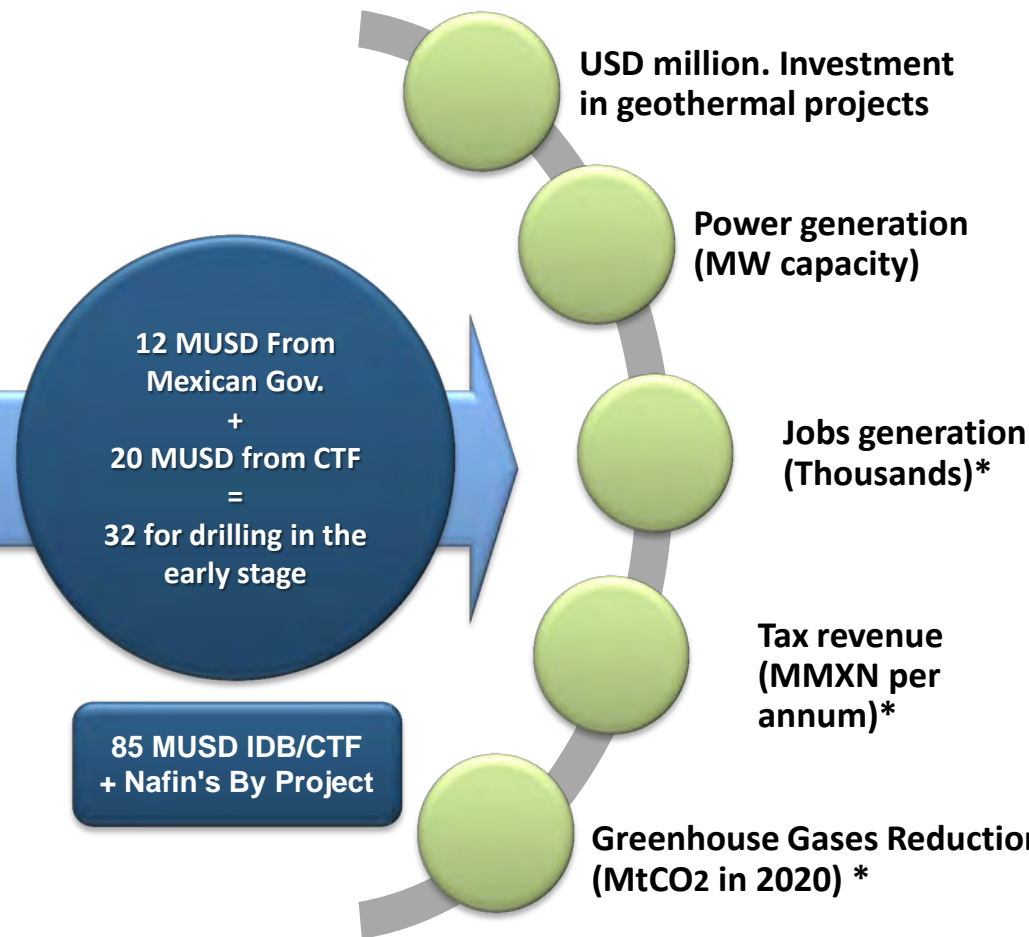 USD million. Investment
in geothermal projects
Power generation
(MW capacity)
12 MUSD From
Mexican Gov.
+
20 MUSD from CTF
=
32 for drilling in the
early stage
Jobs generation
(Thousands)*
Tax revenue
(MMXN per
annum)*
85 MUSD IDB/CTF
+ Nafin's By Project
Greenhouse Gases Reduction
(MtCO2 in 2020) *